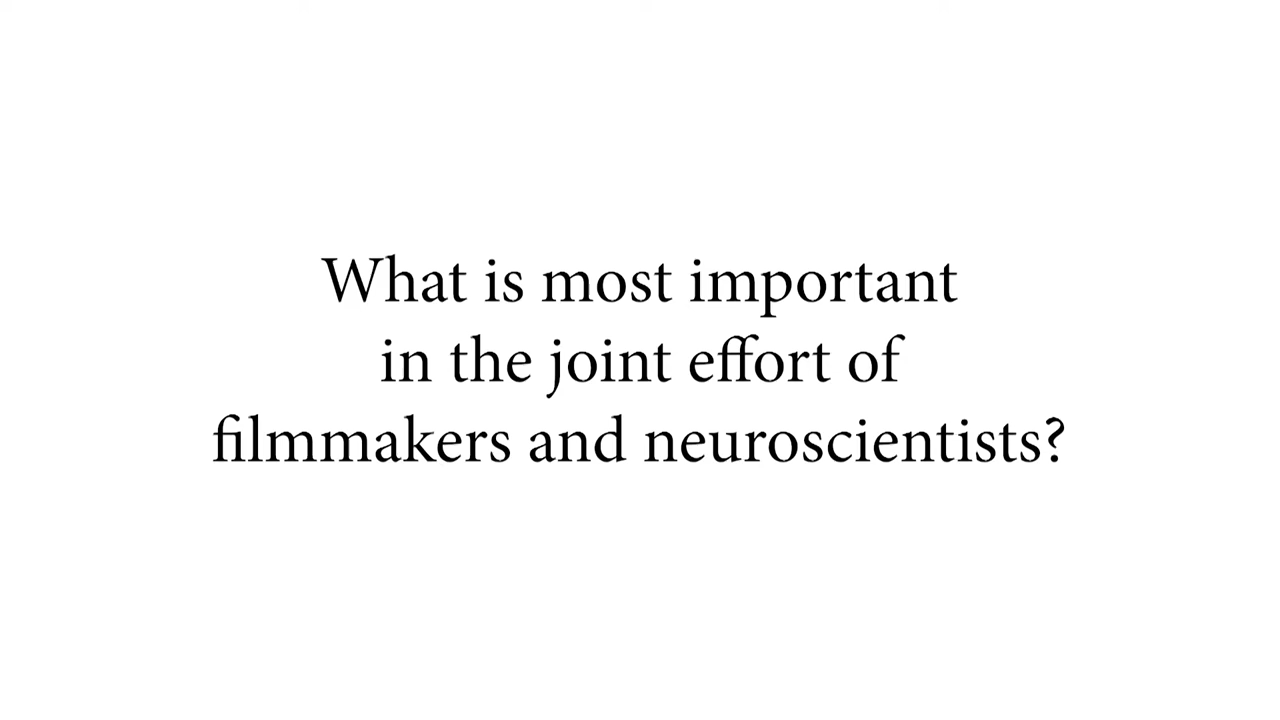 What is most important
in the joint effort of
filmmakers and neuroscientists?